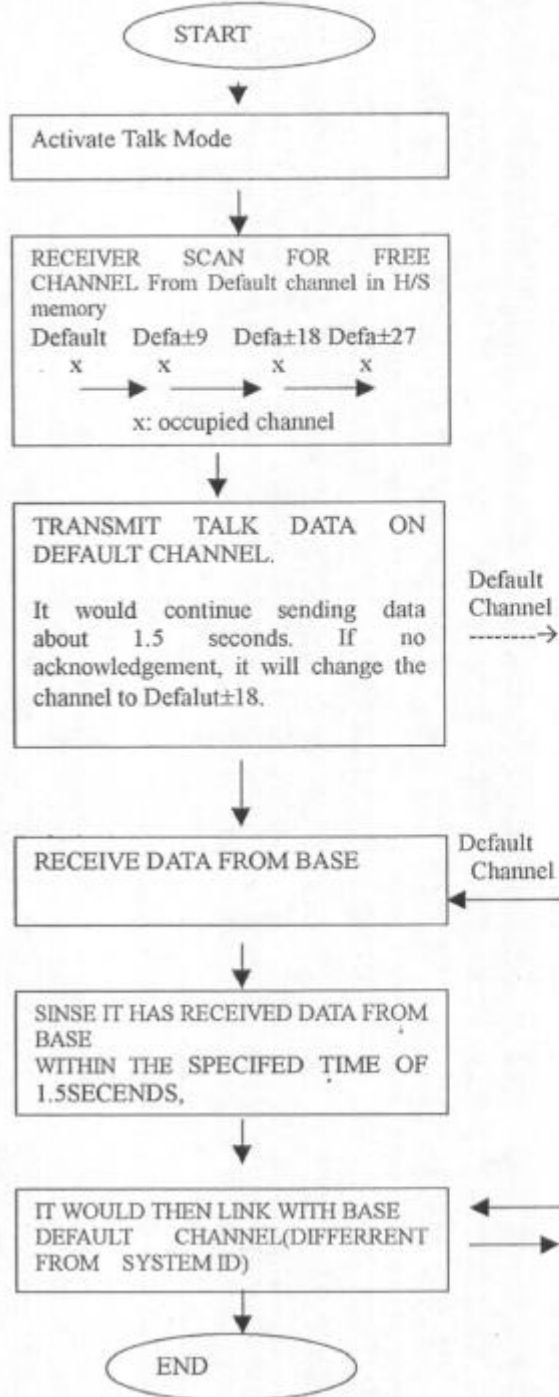 START
Activate Talk Mode
RECEIVER SCAN FOR FREE
CHANNEL From Default channel in H/S
memory
Default Defa±9 Defa±18 Defa±27
x x x x
x: occupied channel
TRANSMIT TALK DATA ON
DEFAULT CHANNEL.
It would continue sending data
about 1.5 seconds. If no
acknowledgement, it will change the
channel to Defalut±18.
Default
Channel
RECEIVE DATA FROM BASE
Default
Channel
SINSE IT HAS RECEIVED DATA FROM
BASE
WITHIN THE SPECIFED TIME OF
1.5SECENDS,
IT WOULD THEN LINK WITH BASE
DEFAULT CHANNEL(DIFFERRENT
FROM SYSTEM ID)
END